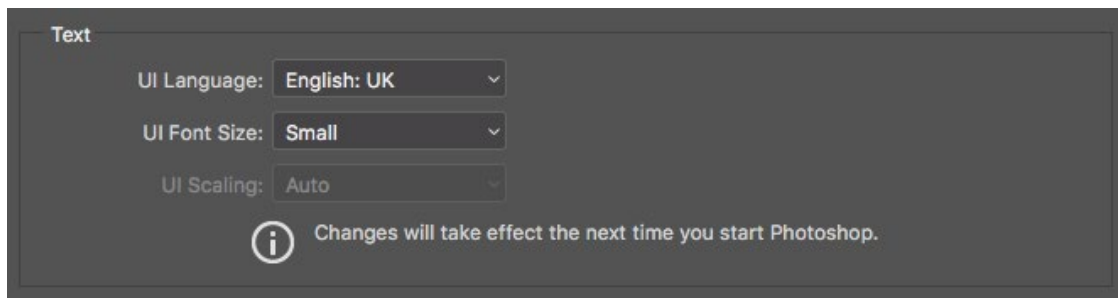 Text
UI Language: English: UK
UI Font Size: Small
UI Scaling: Auto
Changes will take effect the next time you start Photoshop.